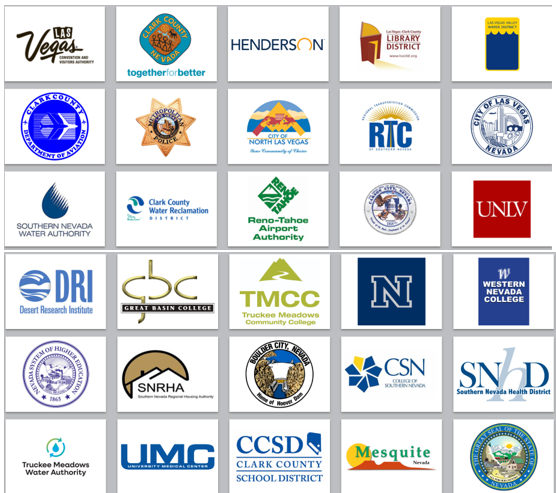 LAS
Vegas
CONVENTION AND
VISITORS AUTHORITY
CLARK COUNTY
NEVADA
togetherforbetter
HENDERSON
Las Vegas-Clark County
LIBRARY
DISTRICT
www.lvccld.org
LAS VEGAS VALLEY
WATER DISTRICT
CLARK COUNTY
DEPARTMENT OF AVIATION
METROPOLITAN
POLICE
CITY OF
NORTH LAS VEGAS
Your Community of Choice
REGIONAL TRANSPORTATION COMMISSION
RTC
OF SOUTHERN NEVADA
CITY OF LAS VEGAS
NEVADA
SOUTHERN NEVADA
WATER AUTHORITY
Clark County
Water Reclamation
DISTRICT
Reno-Tahoe
Airport
Authority
UNLV
DRI
Desert Research Institute
gbc
GREAT BASIN COLLEGE
TMCC
Truckee Meadows
Community College
N
W
WESTERN
NEVADA
COLLEGE
NEVADA SYSTEM OF HIGHER EDUCATION
1865
SNRHA
Southern Nevada Regional Housing Authority
BOULDER CITY, NEVADA
Home of Hoover Dam
CSN
COLLEGE OF
SOUTHERN NEVADA
SNhD
Southern Nevada Health District
Truckee Meadows
Water Authority
UMC
UNIVERSITY MEDICAL CENTER
CCSD
CLARK COUNTY
SCHOOL DISTRICT
Mesquite
Nevada
THE GREAT SEAL OF THE STATE OF
NEVADA